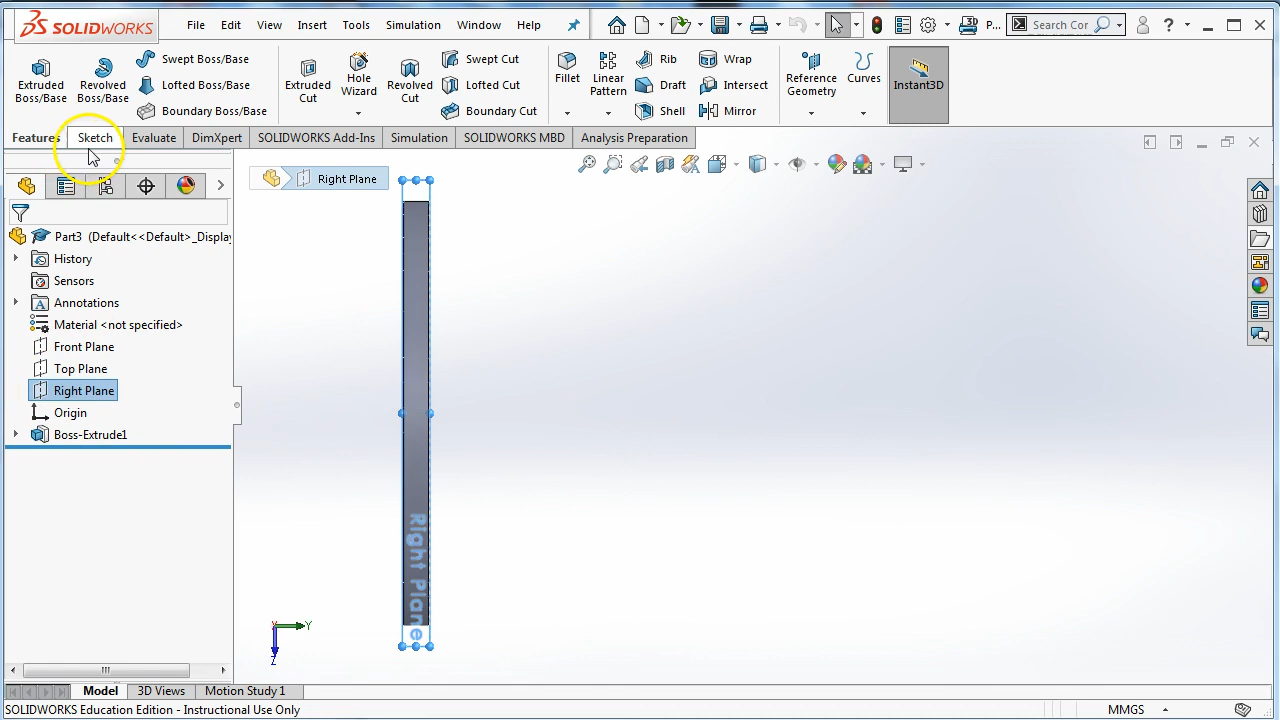 SOLIDWORKS File Edit View Insert Tools Simulation Window Help P... Search Cor
Extruded Boss/Base
Revolved Boss/Base
Swept Boss/Base
Lofted Boss/Base
Boundary Boss/Base
Extruded Cut
Hole Wizard
Revolved Cut
Swept Cut
Lofted Cut
Boundary Cut
Fillet
Linear Pattern
Rib
Draft
Shell
Wrap
Intersect
Mirror
Reference Geometry
Curves
Instant3D
Features Sketch Evaluate DimXpert SOLIDWORKS Add-Ins Simulation SOLIDWORKS MBD Analysis Preparation
Right Plane
Part3 (Default<<Default>_Display
History
Sensors
Annotations
Material <not specified>
Front Plane
Top Plane
Right Plane
Origin
Boss-Extrude1
Right Plane
X
Y
Z
Model 3D Views Motion Study 1
SOLIDWORKS Education Edition - Instructional Use Only MMGS